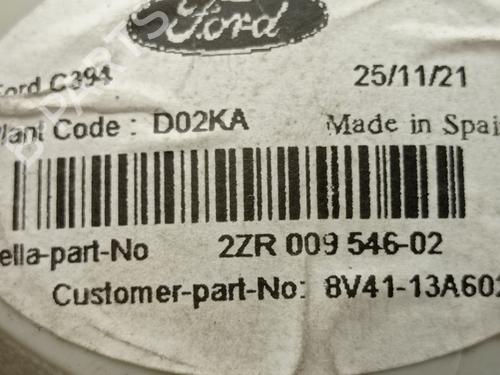 Ford
Ford C394 25/11/21
Plant Code : D02KA Made in Spai
ella-part-No 2ZR 009 546-02
Customer-part-No: 8V41-13A602